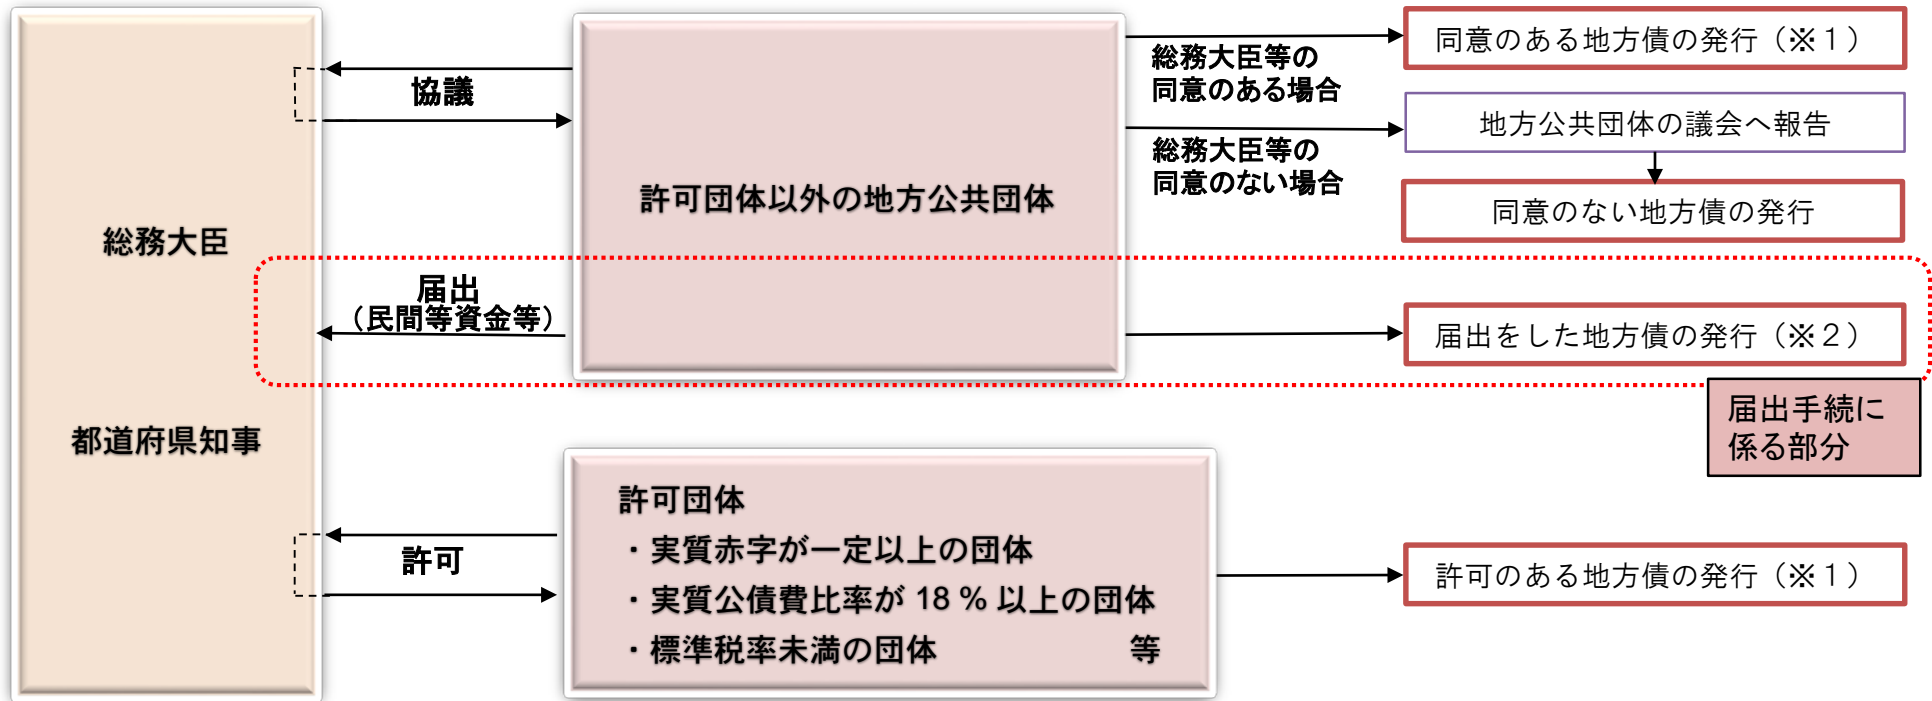 総務大臣
都道府県知事
協議
届出
（民間等資金等）
許可
許可団体以外の地方公共団体
許可団体
・実質赤字が一定以上の団体
・実質公債費比率が 18 % 以上の団体
・標準税率未満の団体 等
総務大臣等の
同意のある場合
総務大臣等の
同意のない場合
同意のある地方債の発行（※１）
地方公共団体の議会へ報告
同意のない地方債の発行
届出をした地方債の発行（※２）
届出手続に
係る部分
許可のある地方債の発行（※１）